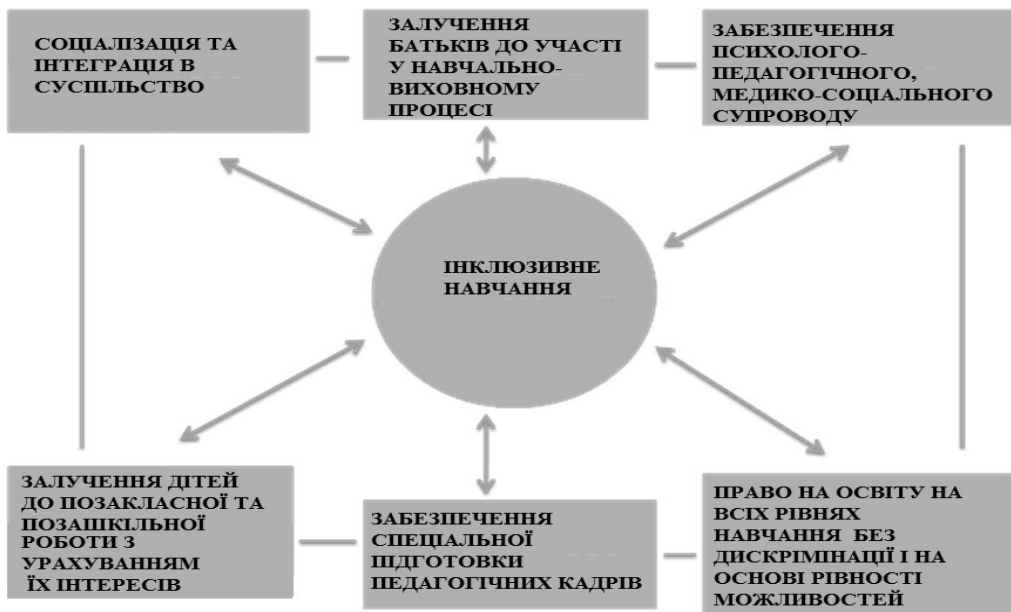 СОЦІАЛІЗАЦІЯ ТА
ІНТЕГРАЦІЯ В
СУСПІЛЬСТВО
ЗАЛУЧЕННЯ
БАТЬКІВ ДО УЧАСТІ
У НАВЧАЛЬНО-
ВИХОВНОМУ
ПРОЦЕСІ
ЗАБЕЗПЕЧЕННЯ
ПСИХОЛОГО-
ПЕДАГОГІЧНОГО,
МЕДИКО-СОЦІАЛЬНОГО
СУПРОВОДУ
ІНКЛЮЗИВНЕ
НАВЧАННЯ
ЗАЛУЧЕННЯ ДІТЕЙ
ДО ПОЗАКЛАСНОЇ ТА
ПОЗАШКІЛЬНОЇ
РОБОТИ З
УРАХУВАННЯМ
ЇХ ІНТЕРЕСІВ
ЗАБЕЗПЕЧЕННЯ
СПЕЦІАЛЬНОЇ
ПІДГОТОВКИ
ПЕДАГОГІЧНИХ КАДРІВ
ПРАВО НА ОСВІТУ НА
ВСІХ РІВНЯХ
НАВЧАННЯ БЕЗ
ДИСКРИМІНАЦІЇ І НА
ОСНОВІ РІВНОСТІ
МОЖЛИВОСТЕЙ